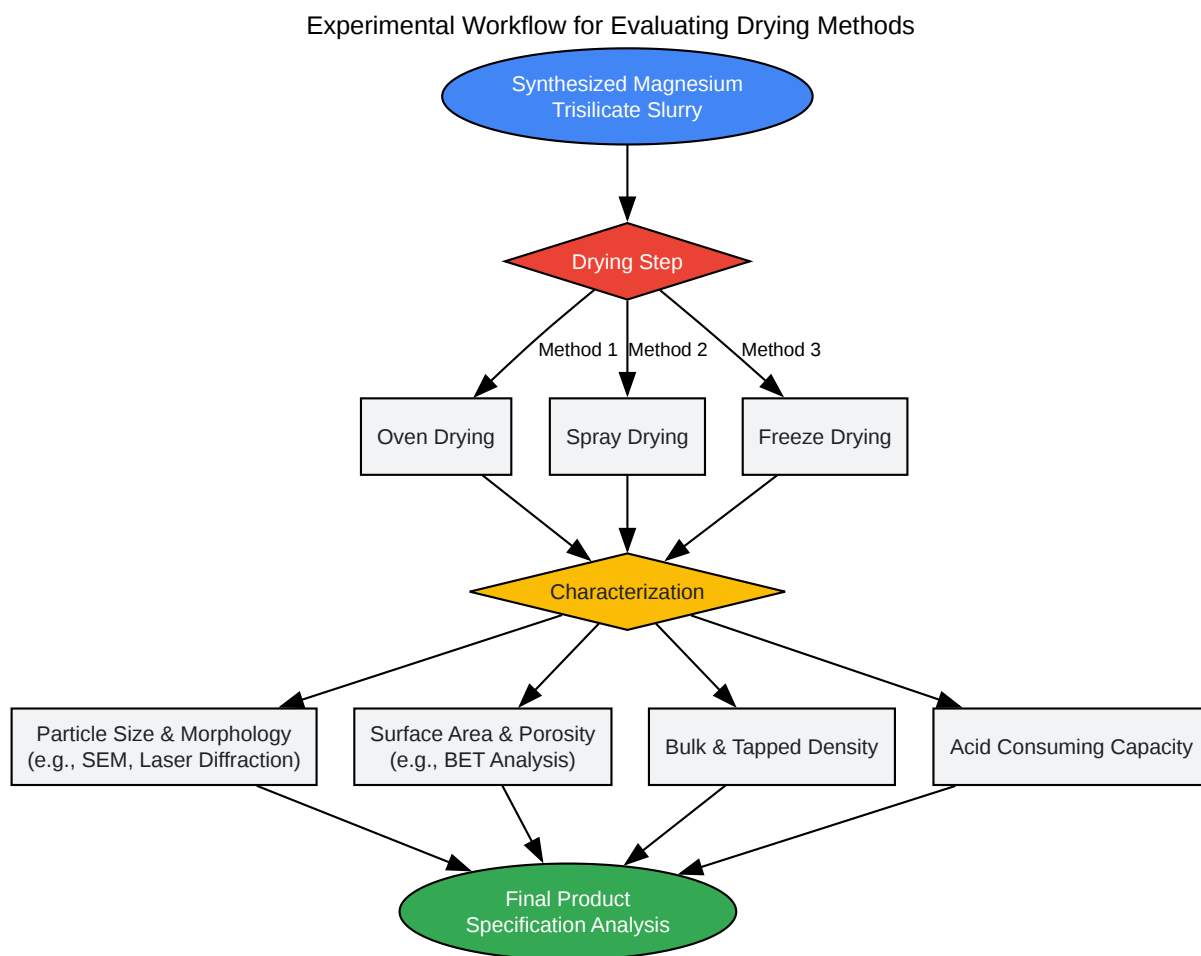 Experimental Workflow for Evaluating Drying Methods
Synthesized Magnesium
Trisilicate Slurry
Drying Step
Method 1
Method 2
Method 3
Oven Drying
Spray Drying
Freeze Drying
Characterization
Particle Size & Morphology
(e.g., SEM, Laser Diffraction)
Surface Area & Porosity
(e.g., BET Analysis)
Bulk & Tapped Density
Acid Consuming Capacity
Final Product
Specification Analysis